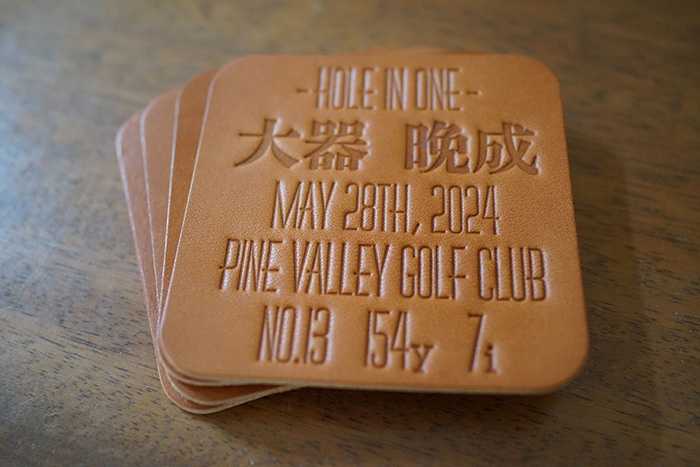 - HOLE IN ONE -
大器 晩成
MAY 28TH, 2024
PINE VALLEY GOLF CLUB
NO.13 154y 7i